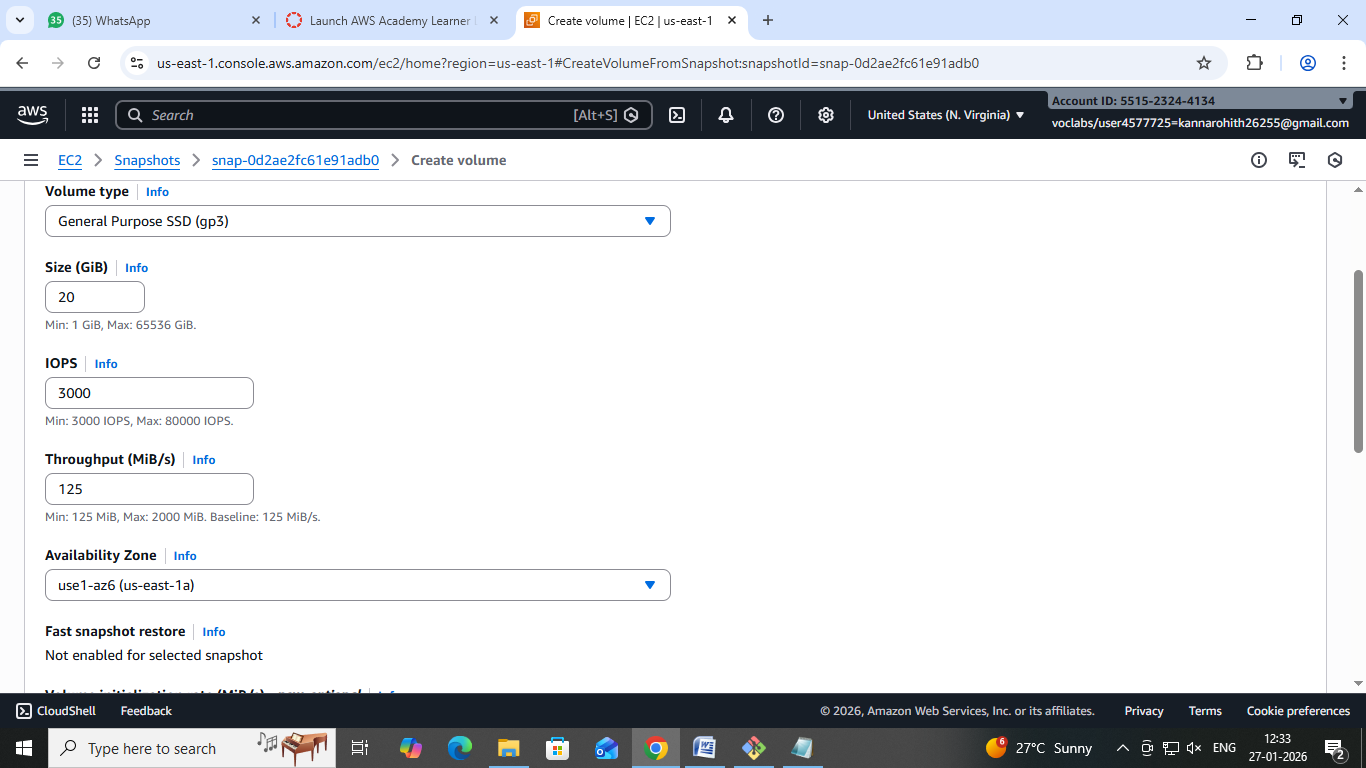 35 (35) WhatsApp
Launch AWS Academy Learner L
Create volume | EC2 | us-east-1
us-east-1.console.aws.amazon.com/ec2/home?region=us-east-1#CreateVolumeFromSnapshot:snapshotId=snap-0d2ae2fc61e91adb0
aws
Search
[Alt+S]
United States (N. Virginia)
Account ID: 5515-2324-4134
voclabs/user4577725=kannarohith26255@gmail.com
EC2
Snapshots
snap-0d2ae2fc61e91adb0
Create volume
Volume type Info
General Purpose SSD (gp3)
Size (GiB) Info
20
Min: 1 GiB, Max: 65536 GiB.
IOPS Info
3000
Min: 3000 IOPS, Max: 80000 IOPS.
Throughput (MiB/s) Info
125
Min: 125 MiB, Max: 2000 MiB. Baseline: 125 MiB/s.
Availability Zone Info
use1-az6 (us-east-1a)
Fast snapshot restore Info
Not enabled for selected snapshot
CloudShell Feedback
© 2026, Amazon Web Services, Inc. or its affiliates. Privacy Terms Cookie preferences
Type here to search
6
27°C Sunny
ENG
12:33
27-01-2026
2